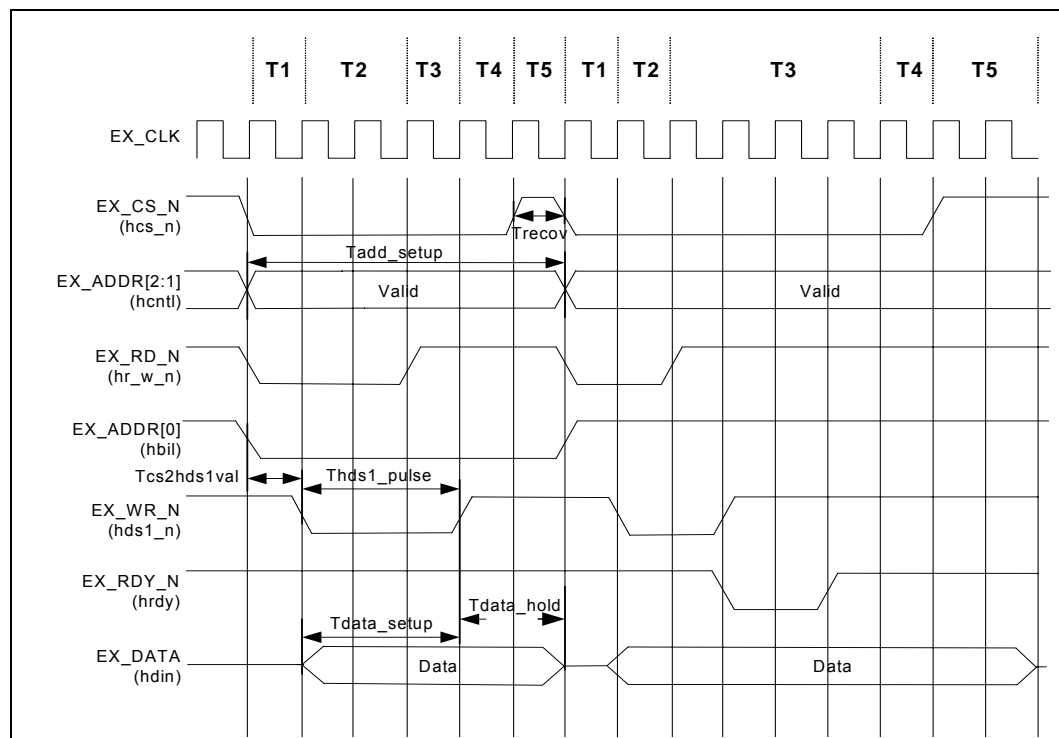 T1 T2 T3 T4 T5 T1 T2 T3 T4 T5
EX_CLK
EX_CS_N
(hcs_n)
Trecov
Tadd_setup
EX_ADDR[2:1]
(hcntl)
Valid Valid
EX_RD_N
(hr_w_n)
EX_ADDR[0]
(hbil)
Tcs2hds1val Thds1_pulse
EX_WR_N
(hds1_n)
EX_RDY_N
(hrdy)
Tdata_hold
Tdata_setup
EX_DATA
(hdin)
Data Data